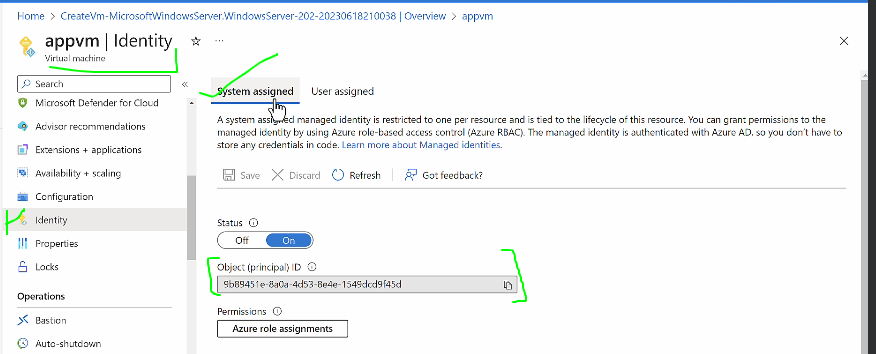 Home > CreateVm-MicrosoftWindowsServer.WindowsServer-202-20230618210038 | Overview > appvm
appvm | Identity
Virtual machine
Search
Microsoft Defender for Cloud
Advisor recommendations
Extensions + applications
Availability + scaling
Configuration
Identity
Properties
Locks
Operations
Bastion
Auto-shutdown
System assigned User assigned
A system assigned managed identity is restricted to one per resource and is tied to the lifecycle of this resource. You can grant permissions to the
managed identity by using Azure role-based access control (Azure RBAC). The managed identity is authenticated with Azure AD, so you don't have to
store any credentials in code. Learn more about Managed identities.
Save Discard Refresh Got feedback?
Status
Off On
Object (principal) ID
9b89451e-8a0a-4d53-8e4e-1549dcd9f45d
Permissions
Azure role assignments